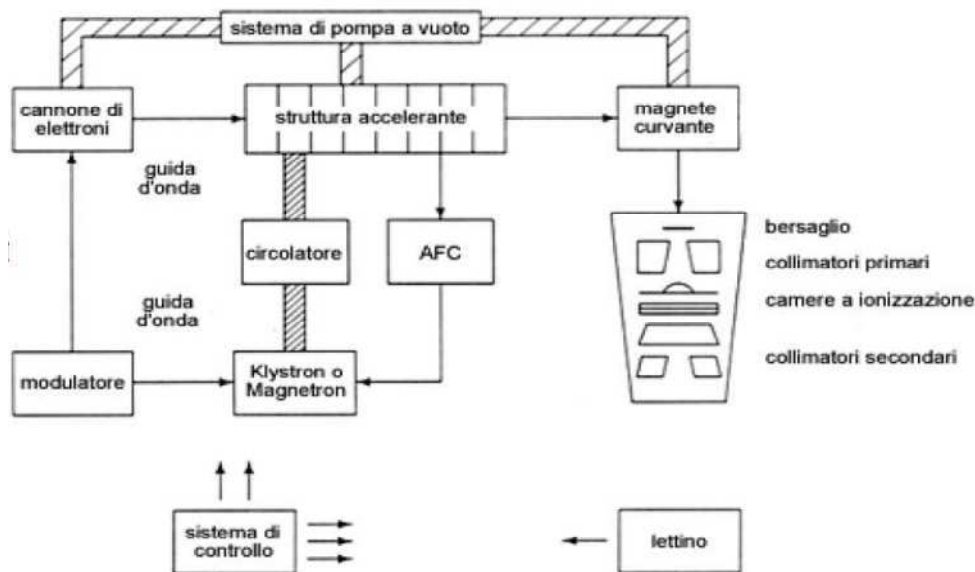 sistema di pompa a vuoto
cannone di
elettroni
struttura accelerante
magnete
curvante
guida
d'onda
circolatore
AFC
bersaglio
collimatori primari
camere a ionizzazione
collimatori secondari
guida
d'onda
modulatore
Klystron o
Magnetron
sistema di
controllo
lettino